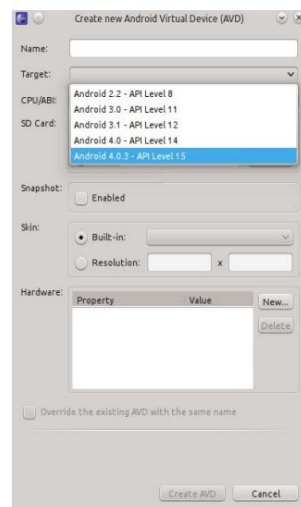 Create new Android Virtual Device (AVD)
Name:
Target:
Android 2.2 - API Level 8
Android 3.0 - API Level 11
Android 3.1 - API Level 12
Android 4.0 - API Level 14
Android 4.0.3 - API Level 15
CPU/ABI:
SD Card:
Snapshot:
Enabled
Skin:
Built-in:
Resolution: x
Hardware:
Property Value New...
Delete
Override the existing AVD with the same name
Create AVD Cancel